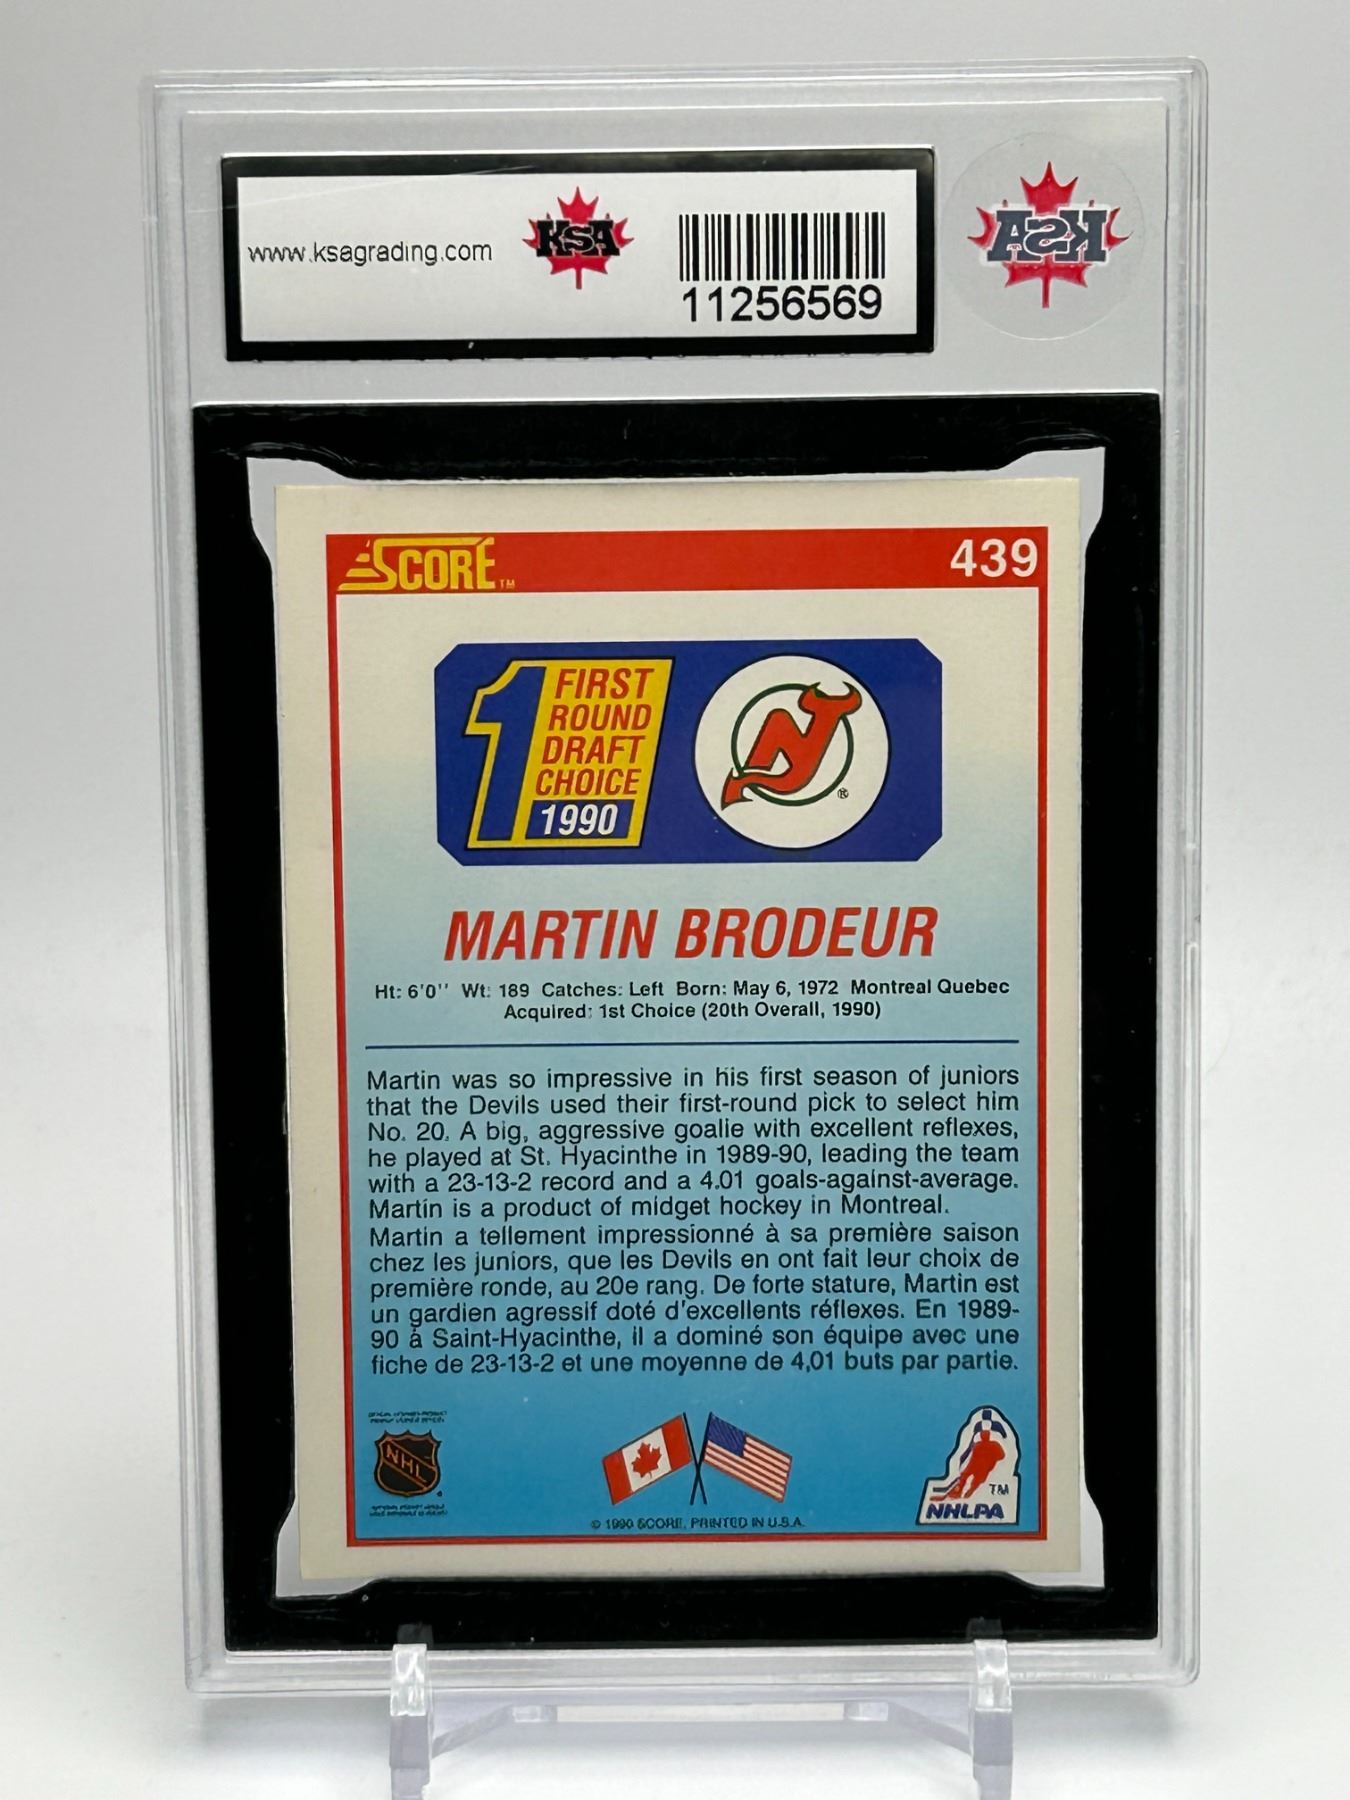 www.ksagrading.com
KSA
11256569
KSA
SCORE™
439
1 FIRST
ROUND
DRAFT
CHOICE
1990
NJ ®
MARTIN BRODEUR
Ht: 6'0'' Wt: 189 Catches: Left Born: May 6, 1972 Montreal Quebec
Acquired: 1st Choice (20th Overall, 1990)
Martin was so impressive in his first season of juniors
that the Devils used their first-round pick to select him
No. 20. A big, aggressive goalie with excellent reflexes,
he played at St. Hyacinthe in 1989-90, leading the team
with a 23-13-2 record and a 4.01 goals-against-average.
Martin is a product of midget hockey in Montreal.
Martin a tellement impressionné à sa première saison
chez les juniors, que les Devils en ont fait leur choix de
première ronde, au 20e rang. De forte stature, Martin est
un gardien agressif doté d'excellents réflexes. En 1989-
90 à Saint-Hyacinthe, il a dominé son équipe avec une
fiche de 23-13-2 et une moyenne de 4,01 buts par partie.
NHL
TM
NHLPA
© 1990 SCORE, PRINTED IN U.S.A.